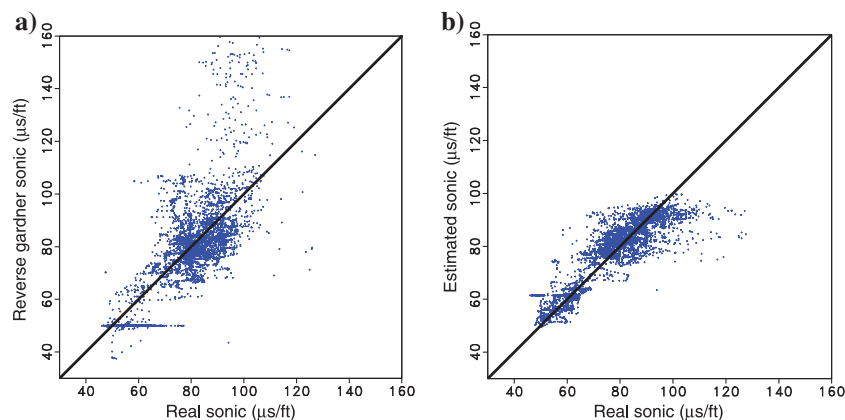 a)
160
140
120
100
80
60
40
Reverse gardner sonic (μs/ft)
40 60 80 100 120 140 160
Real sonic (μs/ft)
b)
160
140
120
100
80
60
40
Estimated sonic (μs/ft)
40 60 80 100 120 140 160
Real sonic (μs/ft)